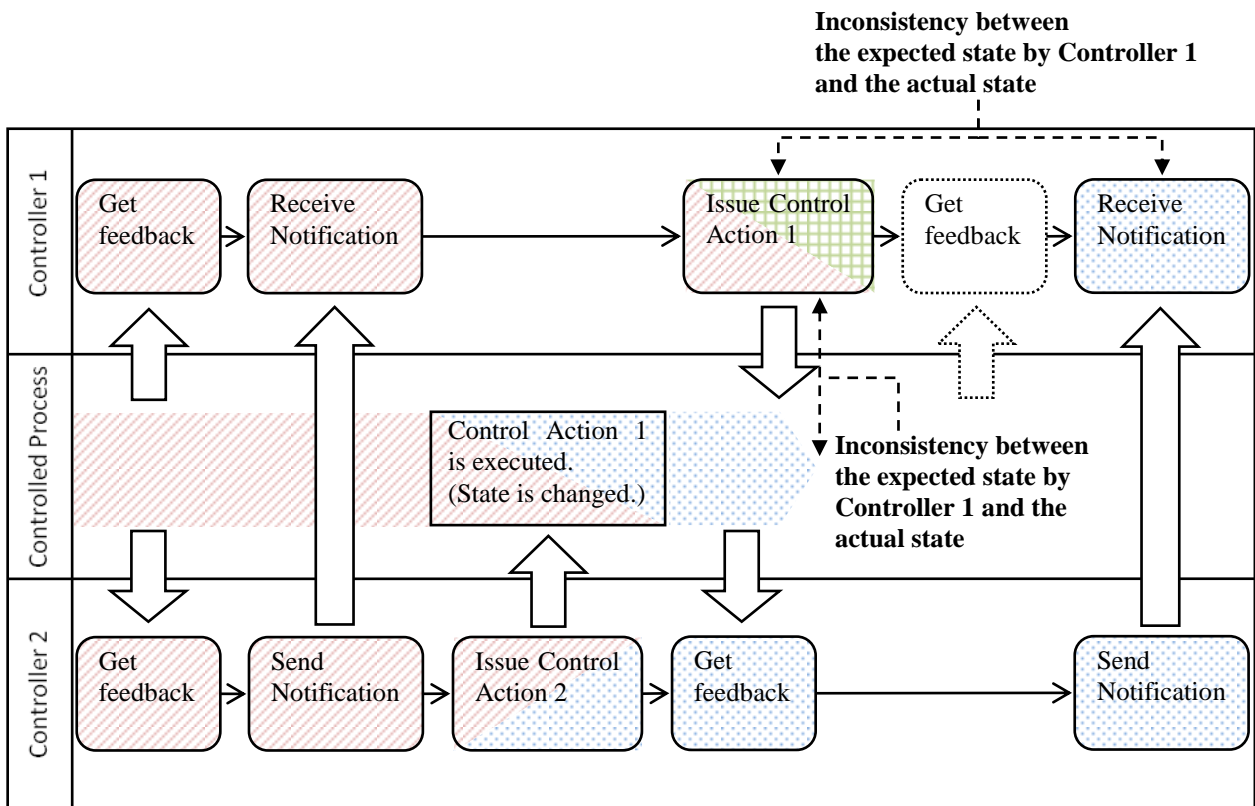 Inconsistency between
the expected state by Controller 1
and the actual state
Controller 1
Get
feedback
Receive
Notification
Issue Control
Action 1
Get
feedback
Receive
Notification
Controlled Process
Control Action 1
is executed.
(State is changed.)
Inconsistency between
the expected state by
Controller 1 and the
actual state
Controller 2
Get
feedback
Send
Notification
Issue Control
Action 2
Get
feedback
Send
Notification